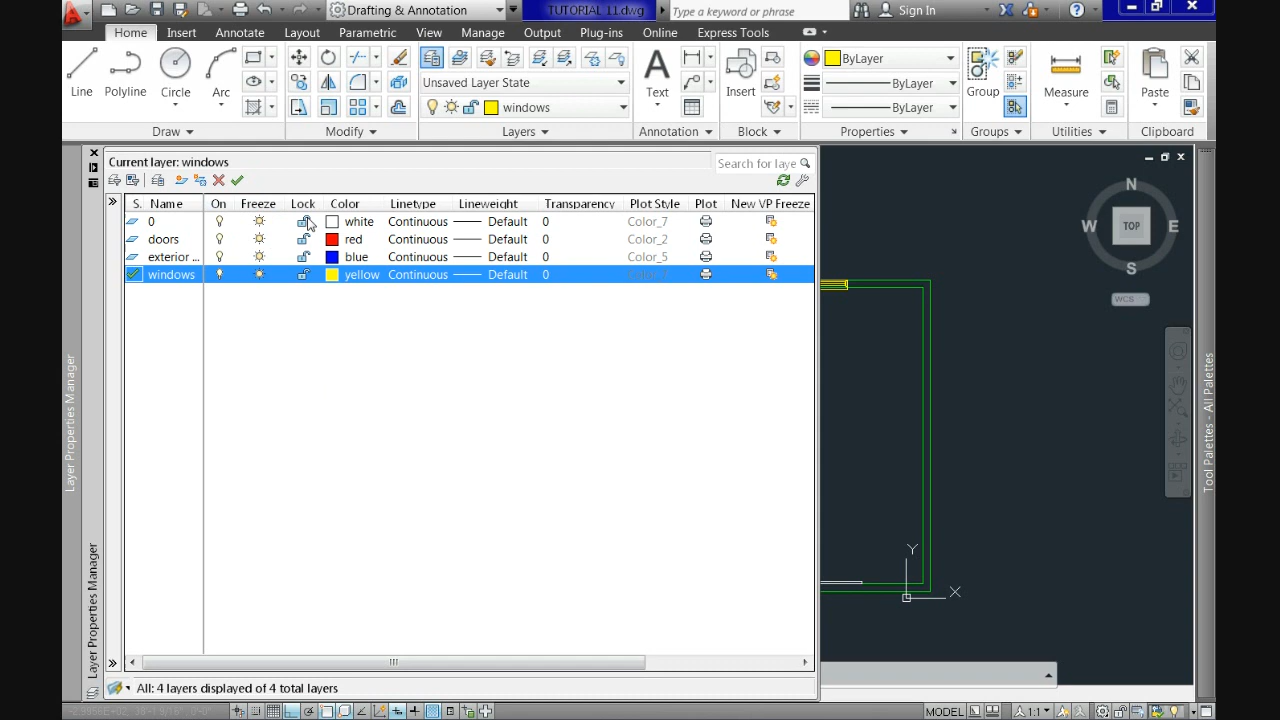 Drafting & Annotation
TUTORIAL 11.dwg
Type a keyword or phrase
Sign In
Home Insert Annotate Layout Parametric View Manage Output Plug-ins Online Express Tools
Unsaved Layer State
ByLayer
Line Polyline Circle Arc
Text Insert
ByLayer
Group Measure Paste
windows
ByLayer
Draw Modify Layers Annotation Block Properties Groups Utilities Clipboard
Current layer: windows
Search for laye
S. Name On Freeze Lock Color Linetype Lineweight Transparency Plot Style Plot New VP Freeze
0 white Continuous Default 0 Color_7
doors red Continuous Default 0 Color_2
exterior ... blue Continuous Default 0 Color_5
windows yellow Continuous Default 0
All: 4 layers displayed of 4 total layers
Layer Properties Manager
Layer Properties Manager
N
W TOP E
S
WCS
Y
X
Tool Palettes - All Palettes
MODEL
1:1